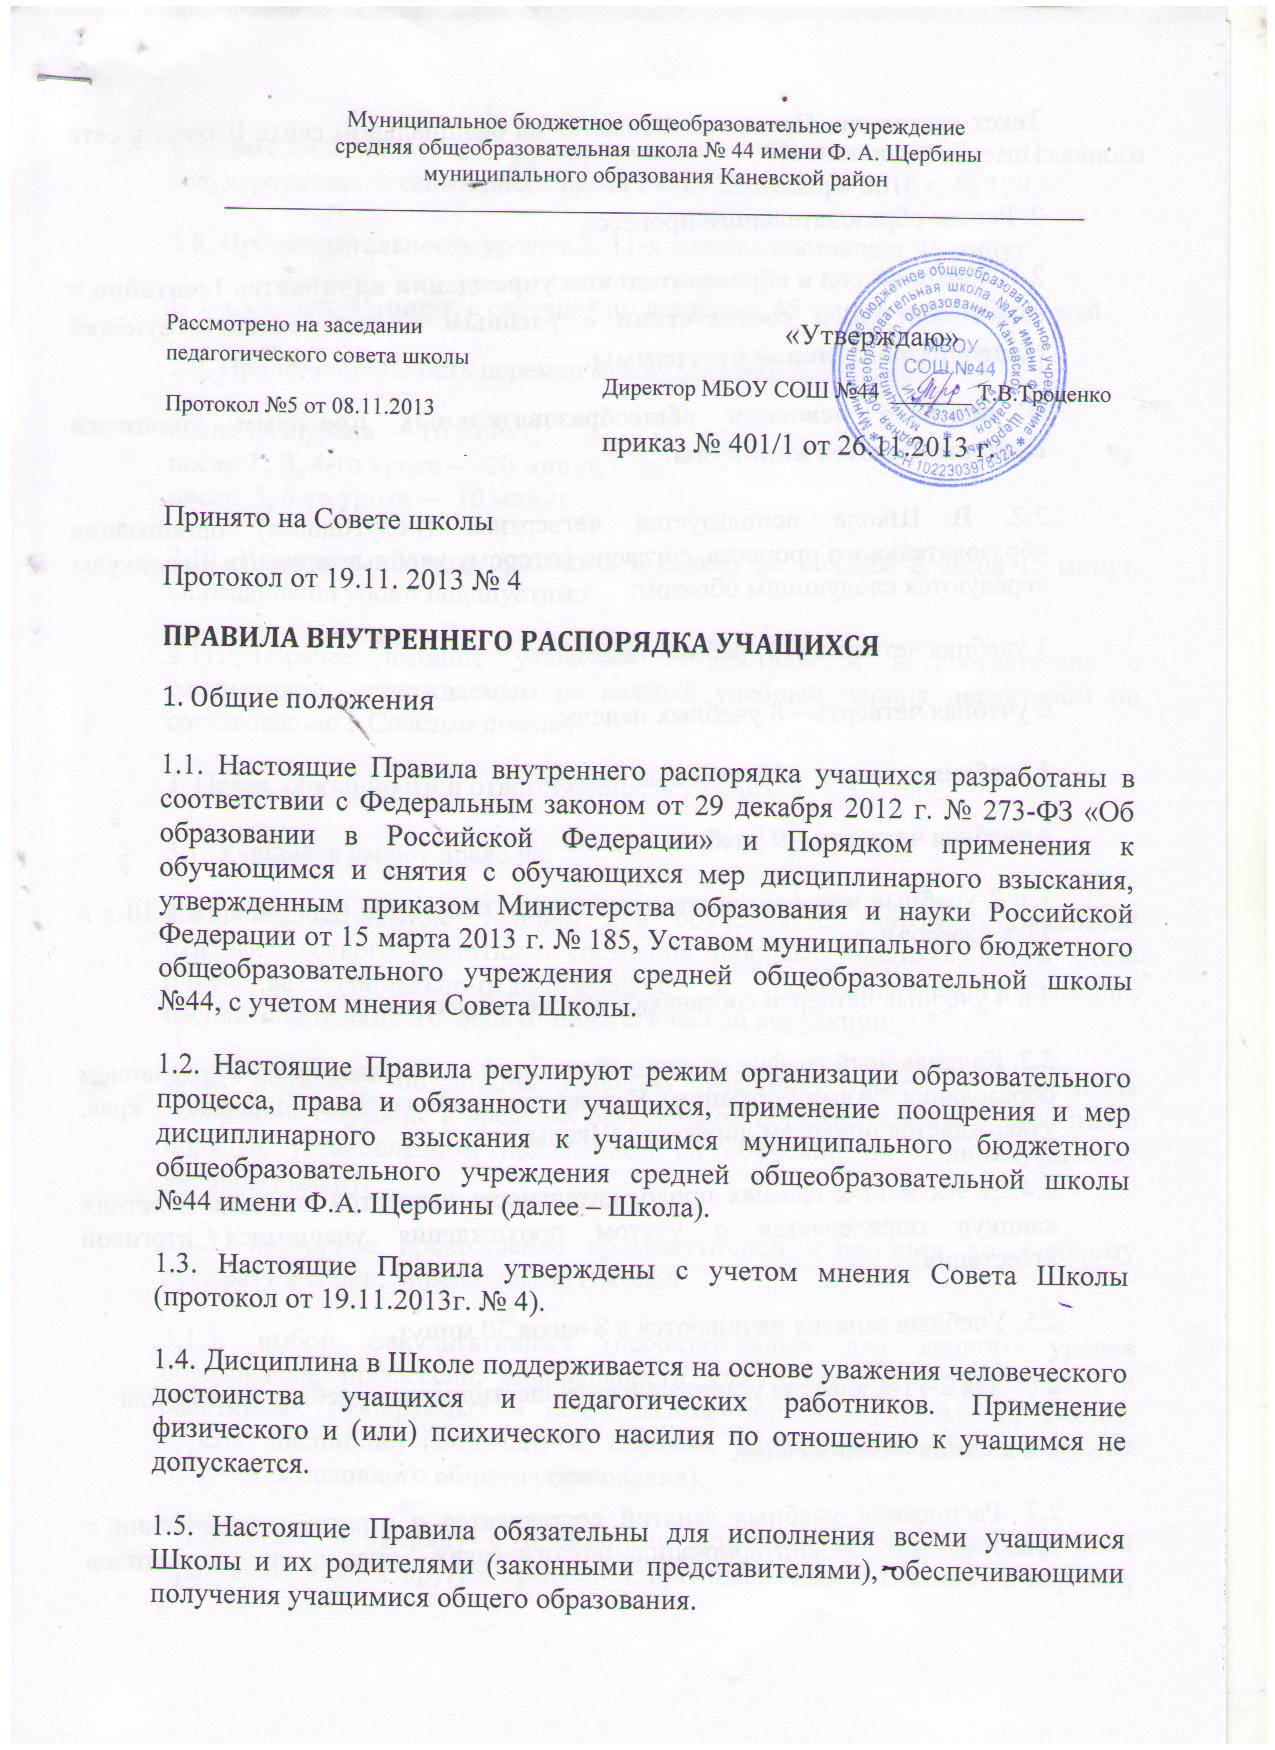 Муниципальное бюджетное общеобразовательное учреждение
средняя общеобразовательная школа № 44 имени Ф. А. Щербины
муниципального образования Каневской район
Рассмотрено на заседании
педагогического совета школы
Протокол №5 от 08.11.2013
«Утверждаю»
Директор МБОУ СОШ №44 Т.В.Троценко
приказ № 401/1 от 26.11.2013 г.
МБОУ
СОШ №44
Принято на Совете школы
Протокол от 19.11. 2013 № 4
ПРАВИЛА ВНУТРЕННЕГО РАСПОРЯДКА УЧАЩИХСЯ
1. Общие положения
1.1. Настоящие Правила внутреннего распорядка учащихся разработаны в
соответствии с Федеральным законом от 29 декабря 2012 г. № 273-ФЗ «Об
образовании в Российской Федерации» и Порядком применения к
обучающимся и снятия с обучающихся мер дисциплинарного взыскания,
утвержденным приказом Министерства образования и науки Российской
Федерации от 15 марта 2013 г. № 185, Уставом муниципального бюджетного
общеобразовательного учреждения средней общеобразовательной школы
№44, с учетом мнения Совета Школы.
1.2. Настоящие Правила регулируют режим организации образовательного
процесса, права и обязанности учащихся, применение поощрения и мер
дисциплинарного взыскания к учащимся муниципального бюджетного
общеобразовательного учреждения средней общеобразовательной школы
№44 имени Ф.А. Щербины (далее – Школа).
1.3. Настоящие Правила утверждены с учетом мнения Совета Школы
(протокол от 19.11.2013г. № 4).
1.4. Дисциплина в Школе поддерживается на основе уважения человеческого
достоинства учащихся и педагогических работников. Применение
физического и (или) психического насилия по отношению к учащимся не
допускается.
1.5. Настоящие Правила обязательны для исполнения всеми учащимися
Школы и их родителями (законными представителями), обеспечивающими
получения учащимися общего образования.